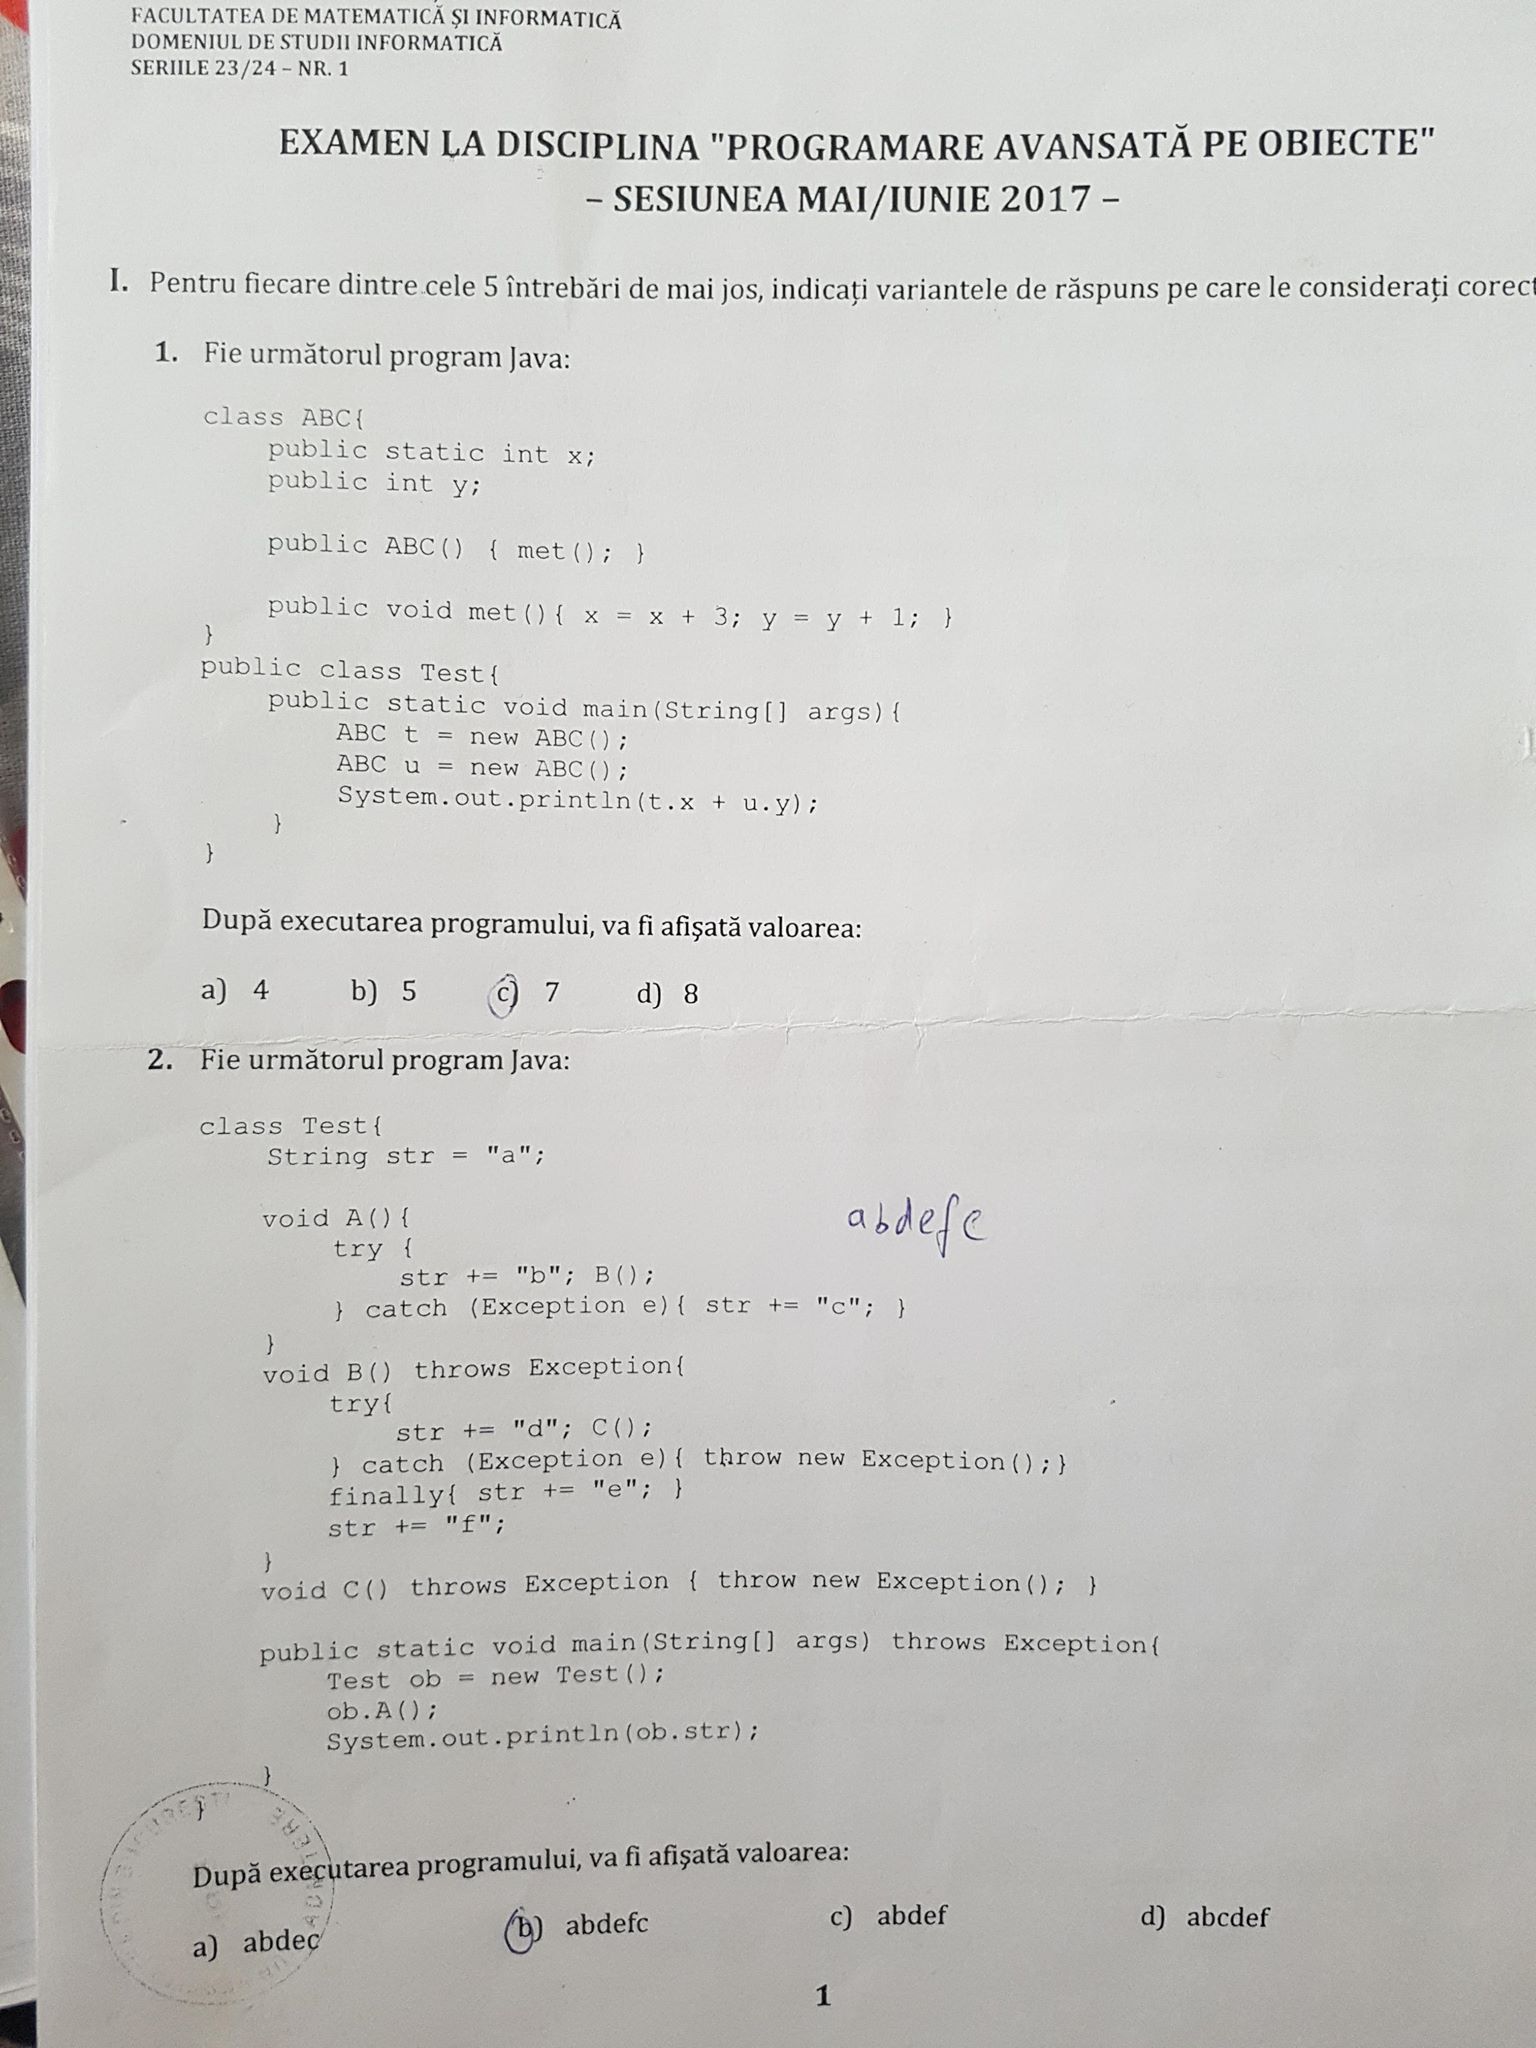 FACULTATEA DE MATEMATICĂ ŞI INFORMATICĂ
DOMENIUL DE STUDII INFORMATICĂ
SERIILE 23/24 – NR. 1
EXAMEN LA DISCIPLINA "PROGRAMARE AVANSATĂ PE OBIECTE"
– SESIUNEA MAI/IUNIE 2017 –
I. Pentru fiecare dintre cele 5 întrebări de mai jos, indicați variantele de răspuns pe care le considerați corect
1. Fie următorul program Java:
class ABC{
public static int x;
public int y;
public ABC() { met(); }
public void met(){ x = x + 3; y = y + 1; }
}
public class Test{
public static void main(String[] args){
ABC t = new ABC();
ABC u = new ABC();
System.out.println(t.x + u.y);
}
}
După executarea programului, va fi afişată valoarea:
a) 4 b) 5 c) 7 d) 8
2. Fie următorul program Java:
class Test{
String str = "a";
void A(){
abdefc
try {
str += "b"; B();
} catch (Exception e){ str += "c"; }
}
void B() throws Exception{
try{
str += "d"; C();
} catch (Exception e){ throw new Exception();}
finally{ str += "e"; }
str += "f";
}
void C() throws Exception { throw new Exception(); }
public static void main(String[] args) throws Exception{
Test ob = new Test();
ob.A();
System.out.println(ob.str);
}
}
După executarea programului, va fi afişată valoarea:
a) abdec b) abdefc c) abdef d) abcdef
1